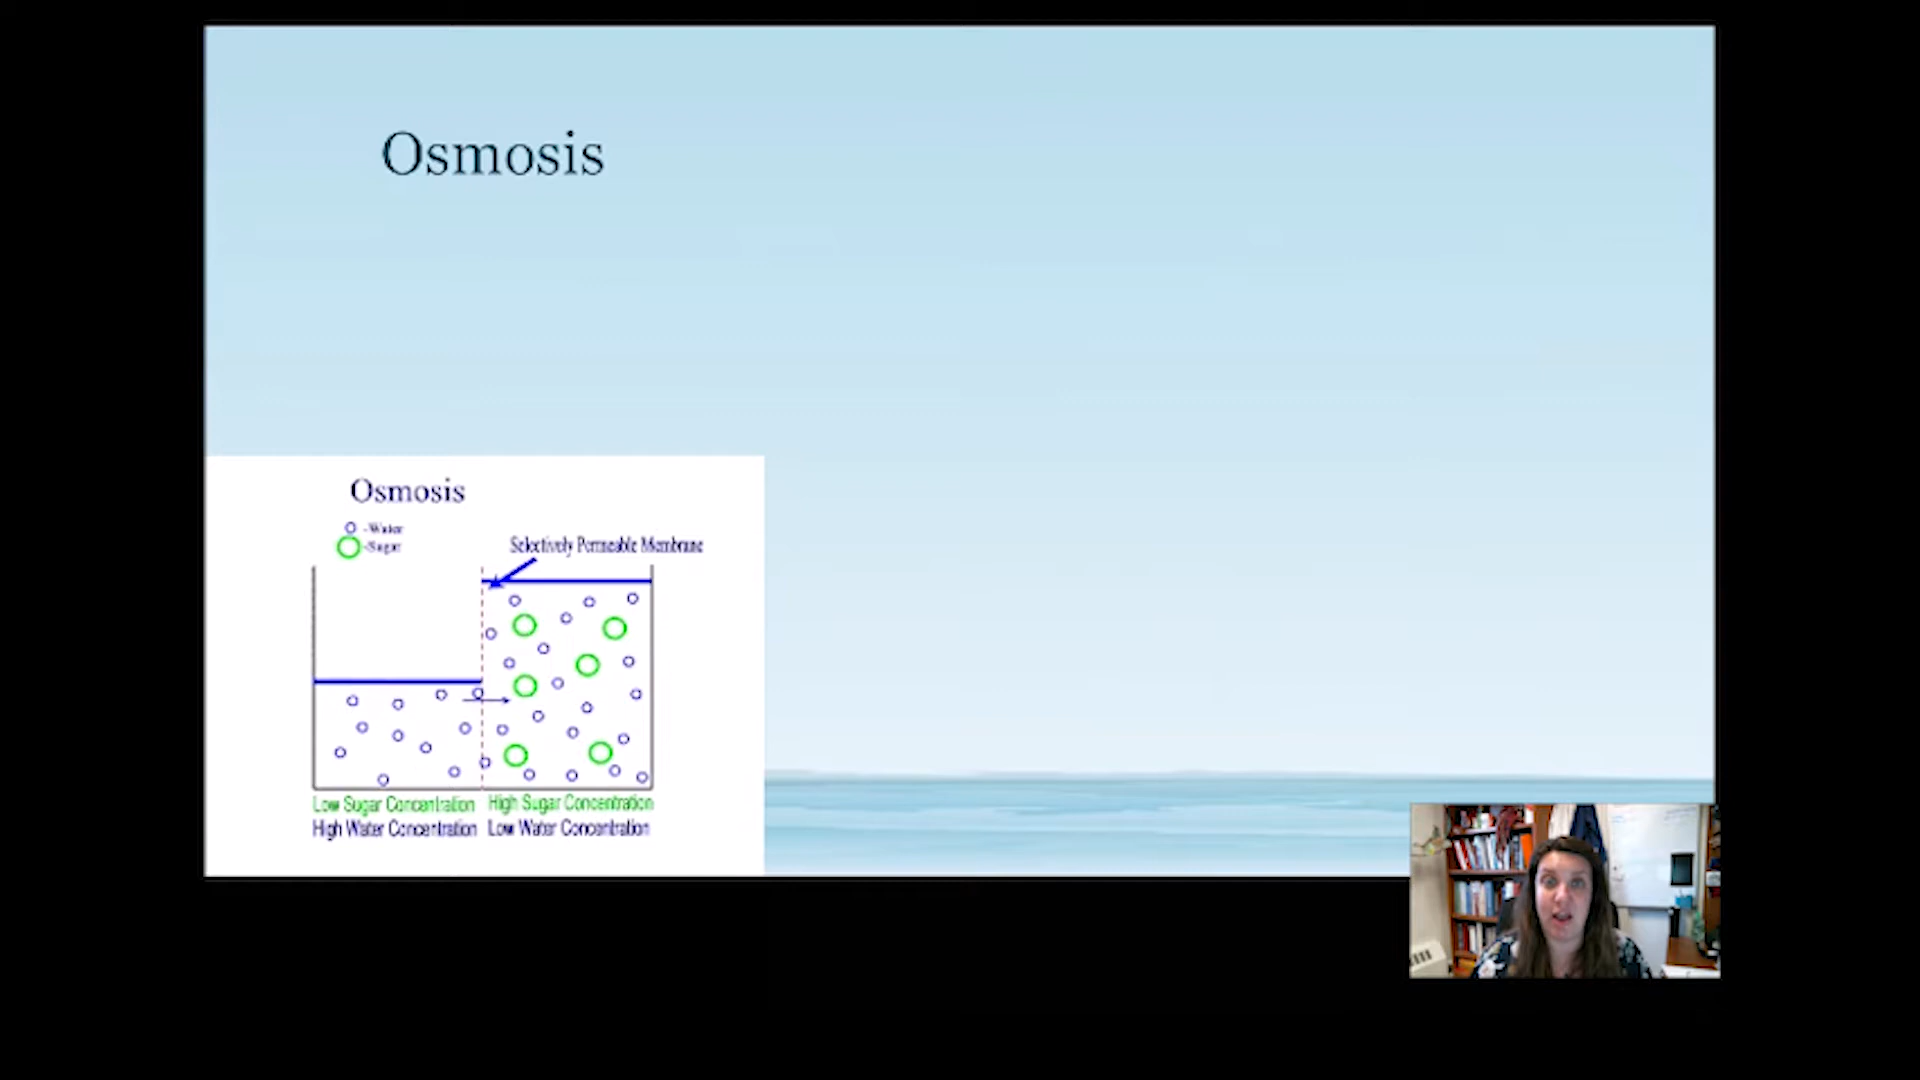 Osmosis
Osmosis
-Water
-Sugar
Selectively Permeable Membrane
Low Sugar Concentration High Sugar Concentration
High Water Concentration Low Water Concentration